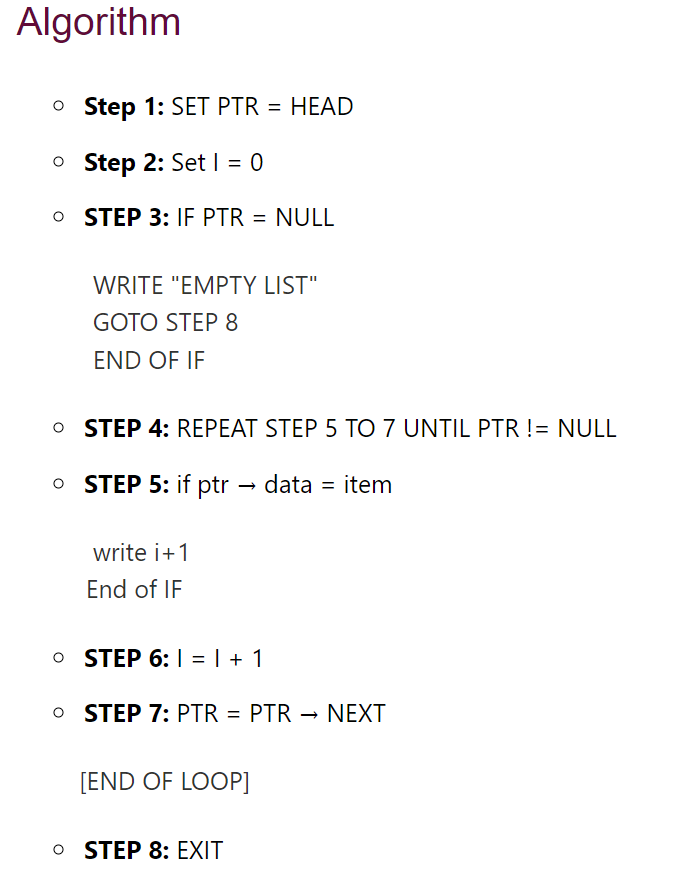 Algorithm
Step 1: SET PTR = HEAD
Step 2: Set I = 0
STEP 3: IF PTR = NULL
WRITE "EMPTY LIST"
GOTO STEP 8
END OF IF
STEP 4: REPEAT STEP 5 TO 7 UNTIL PTR != NULL
STEP 5: if ptr → data = item
write i+1
End of IF
STEP 6: I = I + 1
STEP 7: PTR = PTR → NEXT
[END OF LOOP]
STEP 8: EXIT